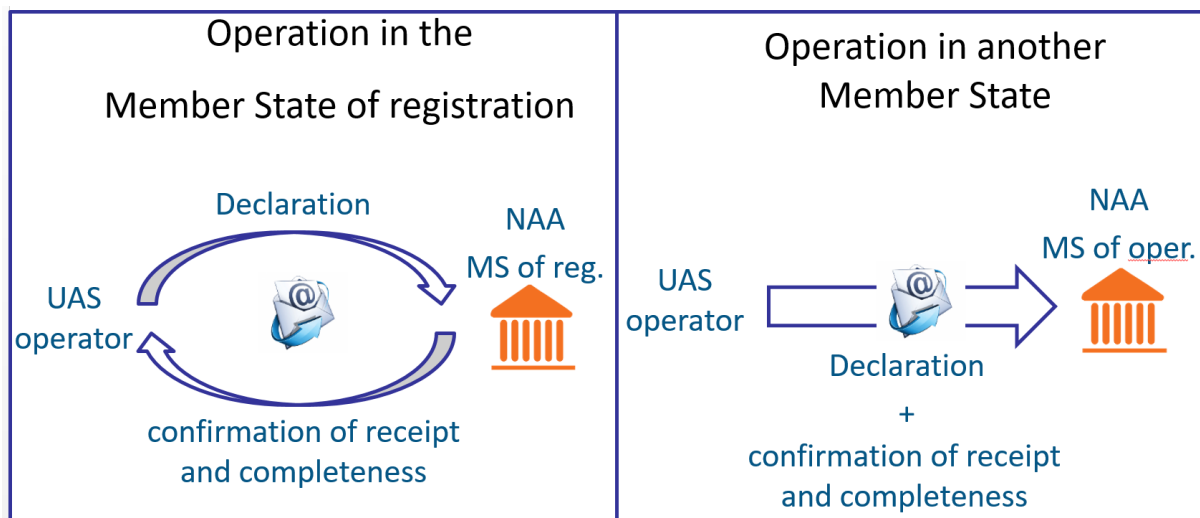 Operation in the
Member State of registration
Declaration
NAA
MS of reg.
UAS
operator
@
confirmation of receipt
and completeness
Operation in another
Member State
NAA
MS of oper.
UAS
operator
@
Declaration
+
confirmation of receipt
and completeness